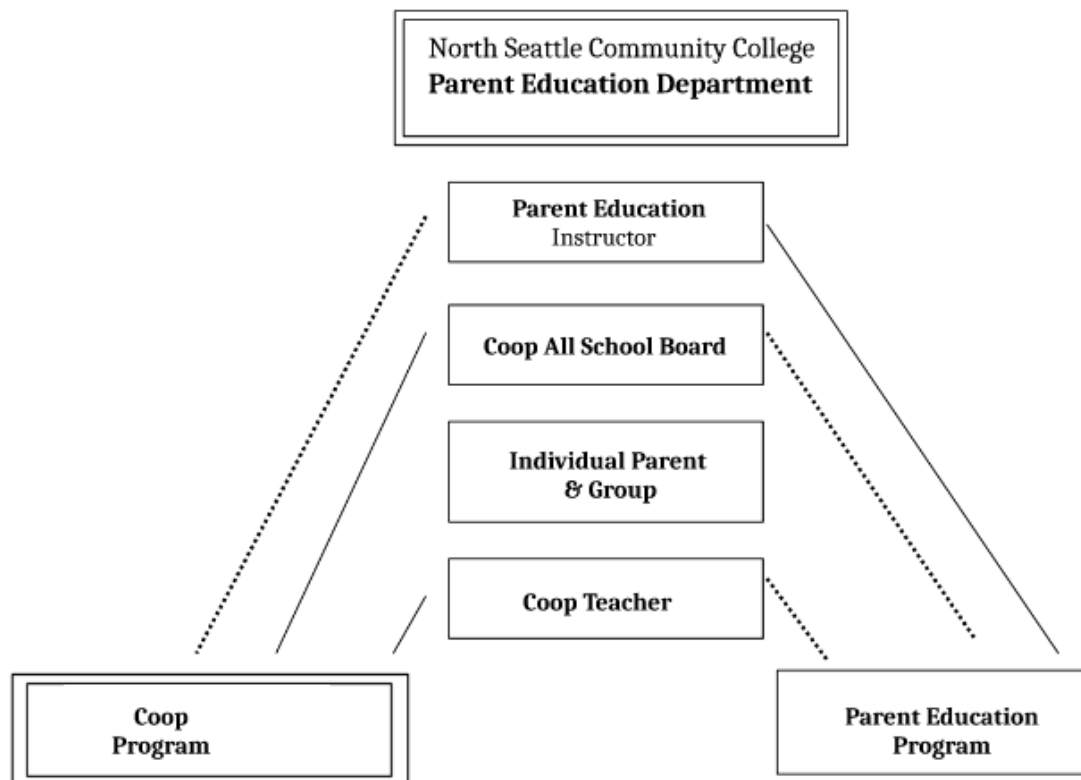 North Seattle Community College
Parent Education Department
Parent Education
Instructor
Coop All School Board
Individual Parent
& Group
Coop Teacher
Coop
Program
Parent Education
Program